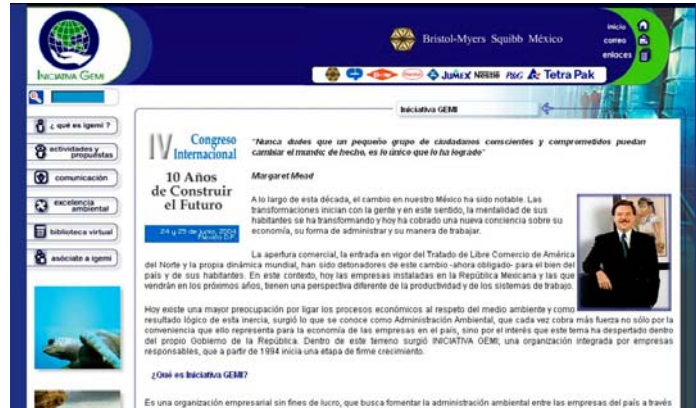 INICIATIVA GEMI
Bristol-Myers Squibb México
inicio
correo
enlaces
JUMEX Nestlé P&G Tetra Pak
Iniciativa GEMI
¿ qué es igemi ?
actividades y
propuestas
comunicación
excelencia
ambiental
biblioteca virtual
asóciate a igemi
IV Congreso
Internacional
10 Años
de Construir
el Futuro
24 y 25 de junio, 2004
México D.F.
"Nunca dudes que un pequeño grupo de ciudadanos conscientes y comprometidos puedan
cambiar el mundo; de hecho, es lo único que lo ha logrado"
Margaret Mead
A lo largo de esta década, el cambio en nuestro México ha sido notable. Las
transformaciones inician con la gente y en este sentido, la mentalidad de sus
habitantes se ha transformando y hoy ha cobrado una nueva conciencia sobre su
economía, su forma de administrar y su manera de trabajar.
La apertura comercial, la entrada en vigor del Tratado de Libre Comercio de América
del Norte y la propia dinámica mundial, han sido detonadores de este cambio -ahora obligado- para el bien del
país y de sus habitantes. En este contexto, hoy las empresas instaladas en la República Mexicana y las que
vendrán en los próximos años, tienen una perspectiva diferente de la productividad y de los sistemas de trabajo.
Hoy existe una mayor preocupación por ligar los procesos económicos al respeto del medio ambiente y como
resultado lógico de esta inercia, surgió lo que se conoce como Administración Ambiental, que cada vez cobra más fuerza no sólo por la
conveniencia que ello representa para la economía de las empresas en el país, sino por el interés que este tema ha despertado dentro
del propio Gobierno de la República. Dentro de este terreno surgió INICIATIVA GEMI; una organización integrada por empresas
responsables, que a partir de 1994 inicia una etapa de firme crecimiento.
¿Qué es Iniciativa GEMI?
Es una organización empresarial sin fines de lucro, que busca fomentar la administración ambiental entre las empresas del país a través